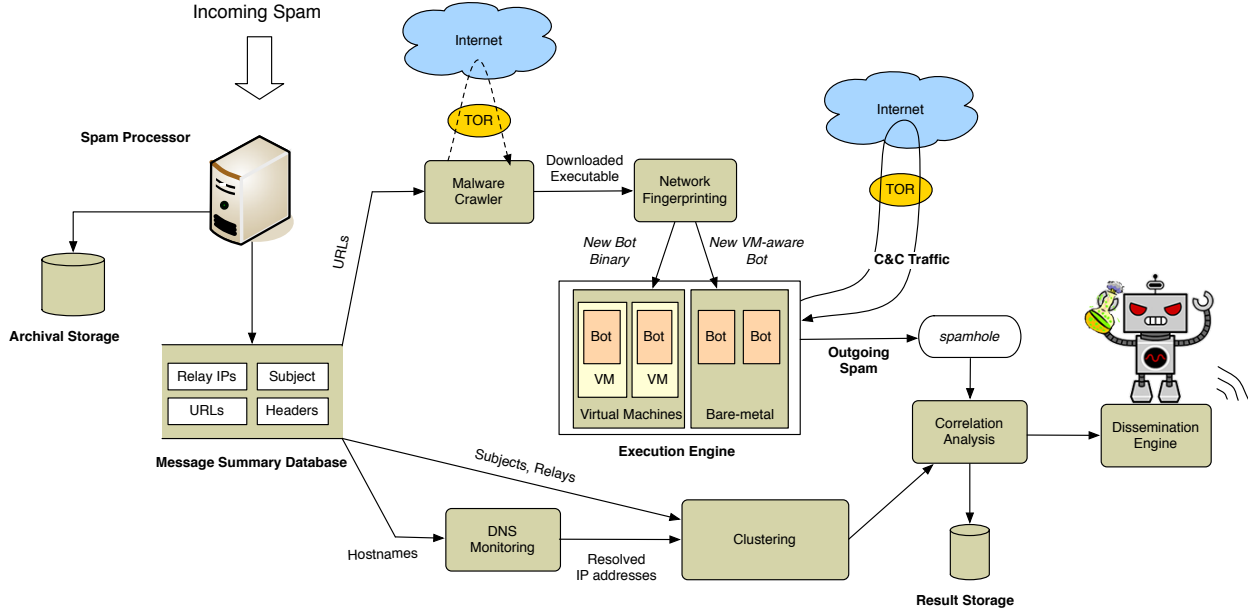 Incoming Spam
Internet
TOR
Internet
TOR
Spam Processor
Malware
Crawler
Downloaded
Executable
Network
Fingerprinting
URLs
New Bot
Binary
New VM-aware
Bot
C&C Traffic
Archival Storage
Bot
Bot
Bot
Bot
VM
VM
Virtual Machines
Bare-metal
Execution Engine
Outgoing
Spam
spamhole
Relay IPs
Subject
URLs
Headers
Message Summary Database
Correlation
Analysis
Dissemination
Engine
Subjects, Relays
Hostnames
DNS
Monitoring
Resolved
IP addresses
Clustering
Result Storage